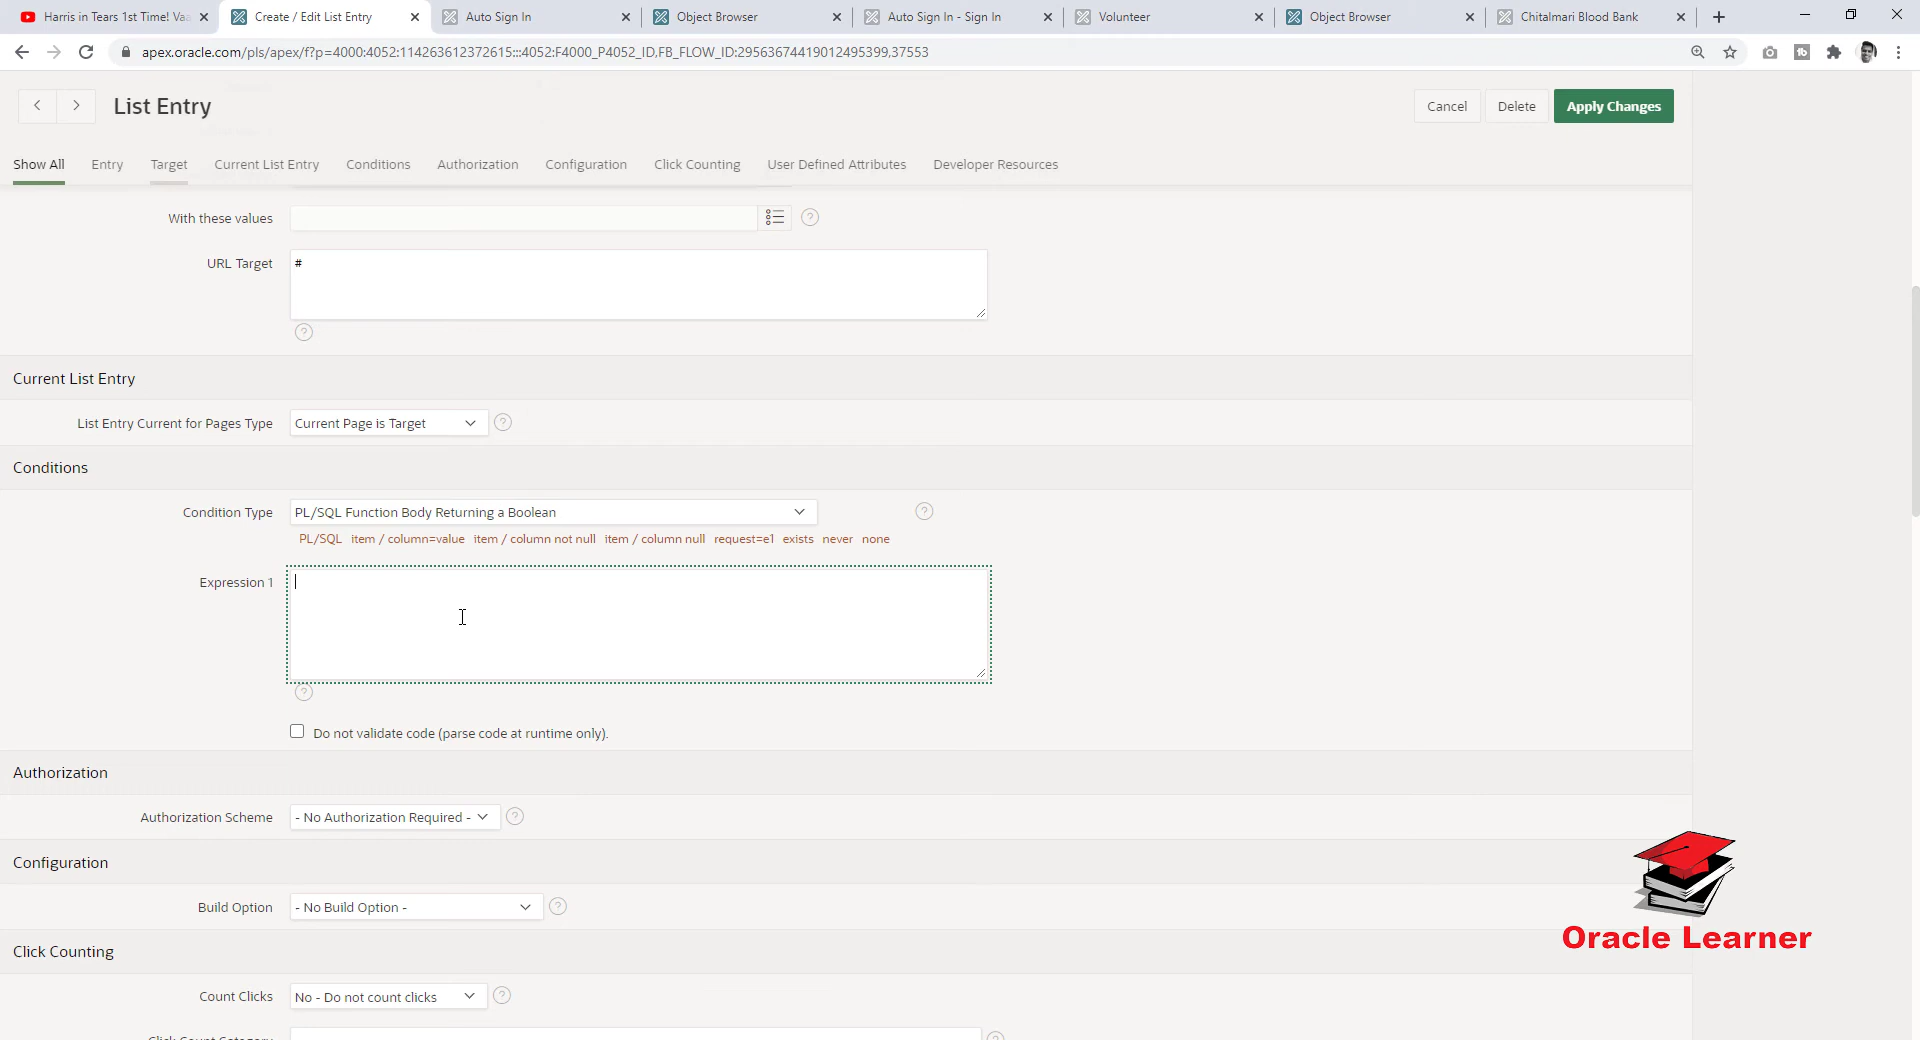 Harris in Tears 1st Time! Vaa
Create / Edit List Entry
Auto Sign In
Object Browser
Auto Sign In - Sign In
Volunteer
Object Browser
Chitalmari Blood Bank
apex.oracle.com/pls/apex/f?p=4000:4052:114263612372615:::4052:F4000_P4052_ID,FB_FLOW_ID:29563674419012495399,37553
List Entry
Cancel
Delete
Apply Changes
Show All
Entry
Target
Current List Entry
Conditions
Authorization
Configuration
Click Counting
User Defined Attributes
Developer Resources
With these values
URL Target
#
Current List Entry
List Entry Current for Pages Type
Current Page is Target
Conditions
Condition Type
PL/SQL Function Body Returning a Boolean
PL/SQL item / column=value item / column not null item / column null request=e1 exists never none
Expression 1
Do not validate code (parse code at runtime only).
Authorization
Authorization Scheme
- No Authorization Required -
Configuration
Build Option
- No Build Option -
Oracle Learner
Click Counting
Count Clicks
No - Do not count clicks
Click Count Category